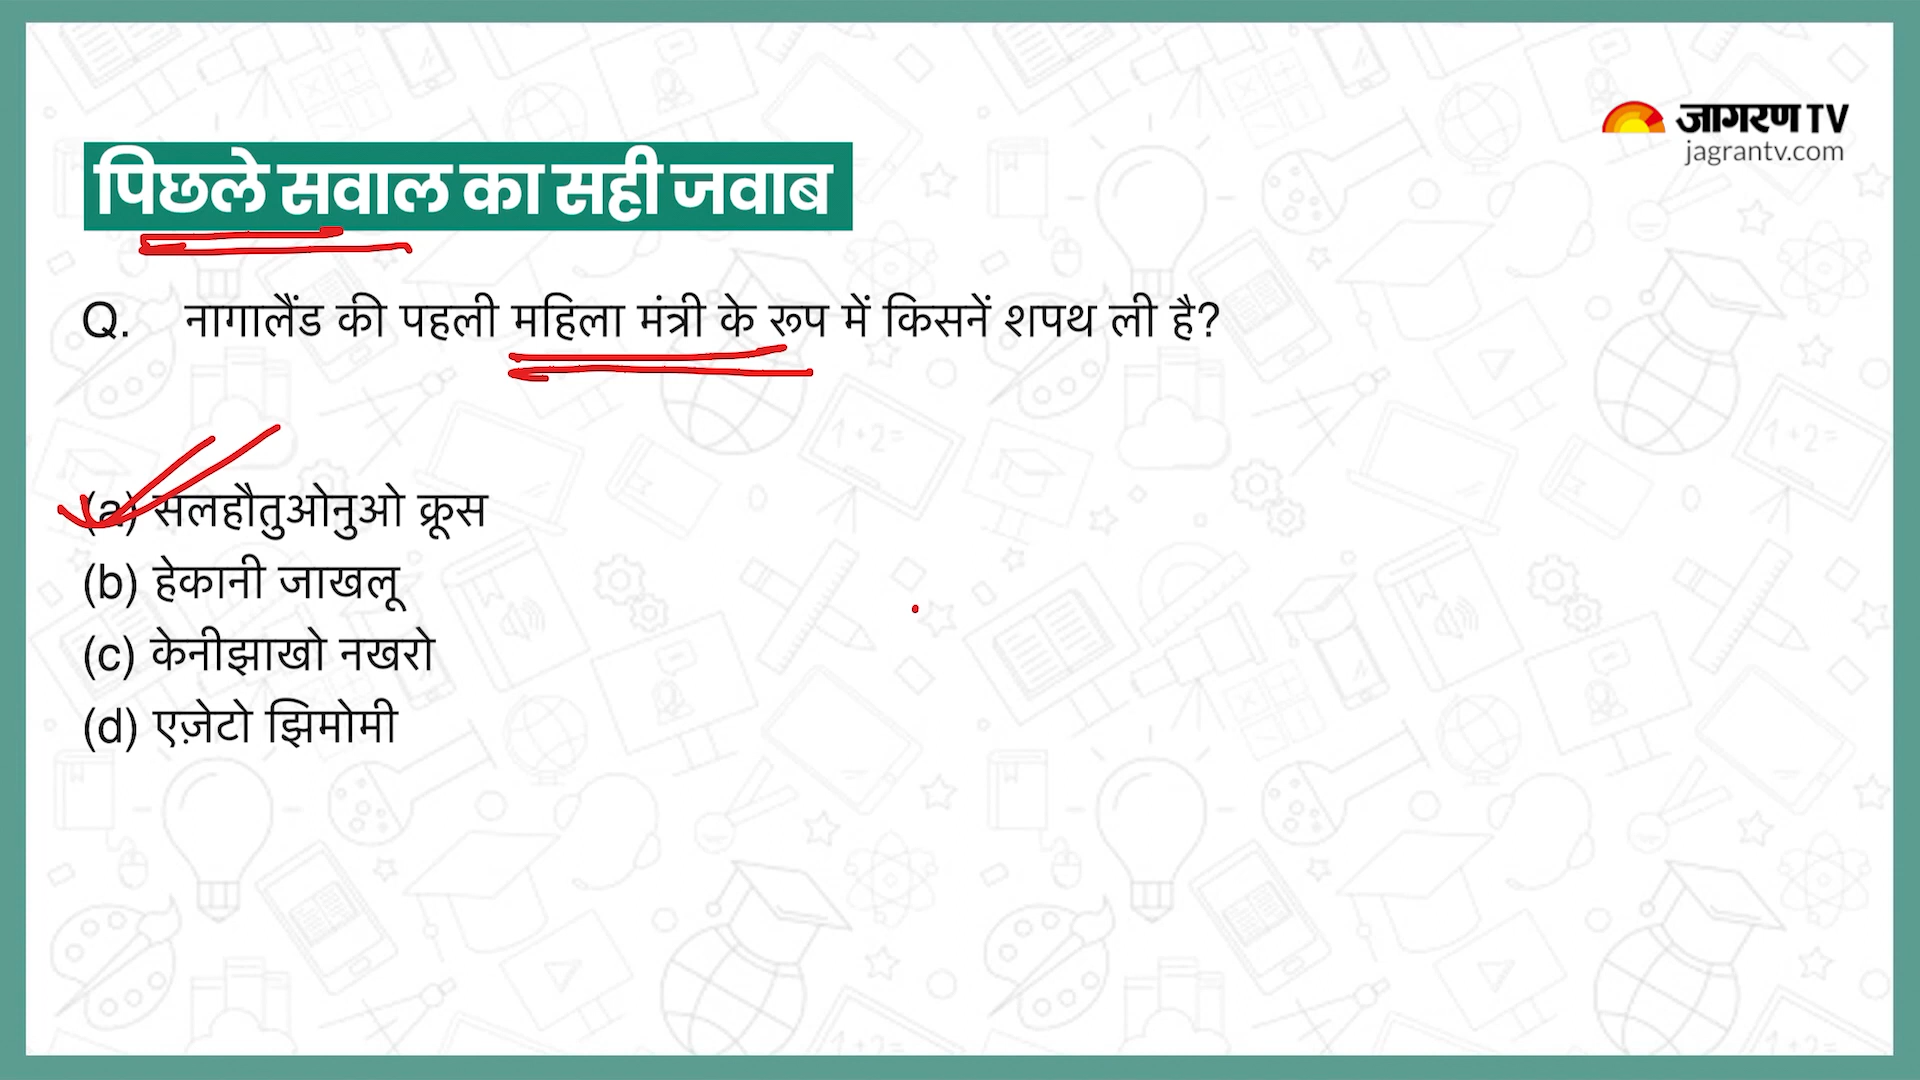 जागरण TV
jagrantv.com
पिछले सवाल का सही जवाब
Q. नागालैंड की पहली महिला मंत्री के रूप में किसनें शपथ ली है?
(a) सलहौतुओनुओ क्रूस
(b) हेकानी जाखलू
(c) केनीझाखो नखरो
(d) एज़ेटो झिमोमी